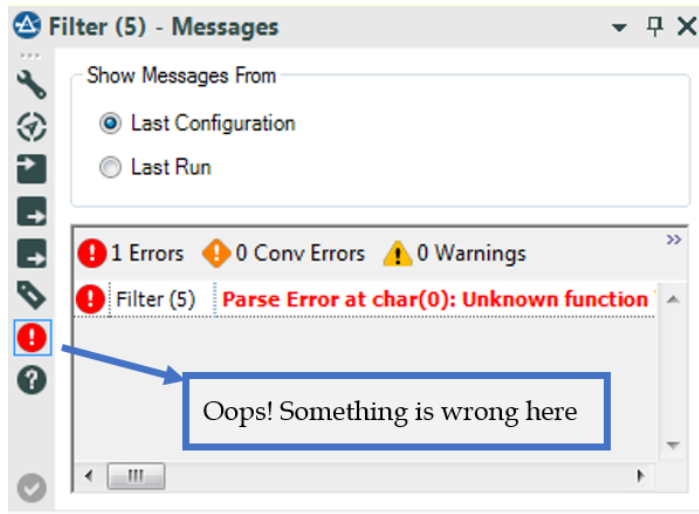 Filter (5) - Messages
Show Messages From
Last Configuration
Last Run
1 Errors 0 Conv Errors 0 Warnings
Filter (5) Parse Error at char(0): Unknown function
Oops! Something is wrong here